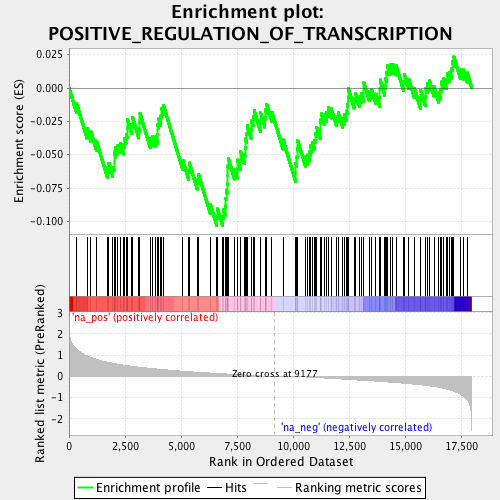 Enrichment plot:
POSITIVE_REGULATION_OF_TRANSCRIPTION
Enrichment score (ES)
0.025
0.000
-0.025
-0.050
-0.075
-0.100
'na_pos' (positively correlated)
Ranked list metric (PreRanked)
3
2
1
0
-1
-2
Zero cross at 9177
'na_neg' (negatively correlated)
0
2,500
5,000
7,500
10,000
12,500
15,000
17,500
Rank in Ordered Dataset
Enrichment profile
Hits
Ranking metric scores